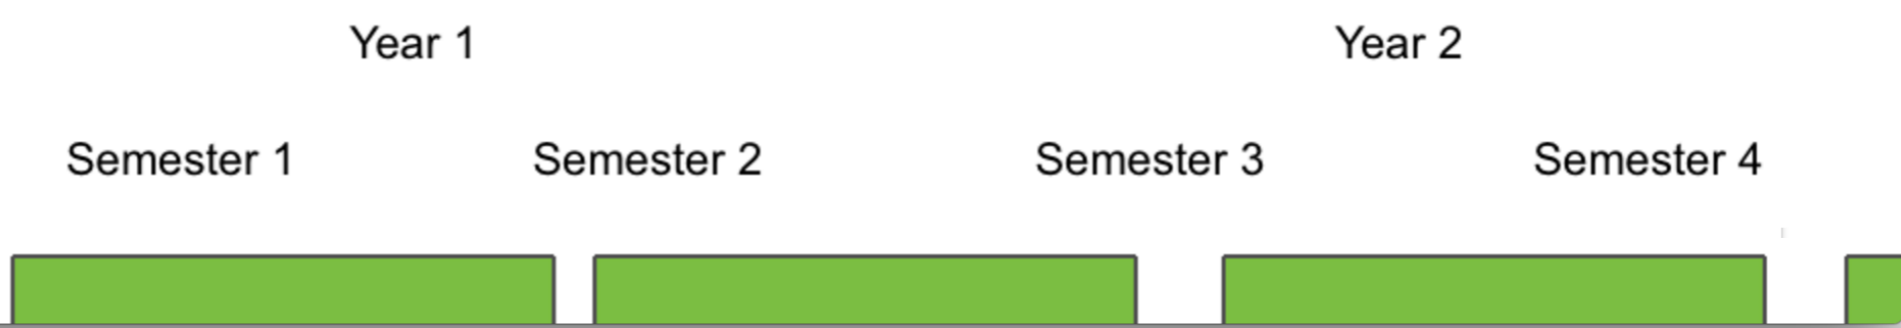 Year 1 Year 2
Semester 1 Semester 2 Semester 3 Semester 4